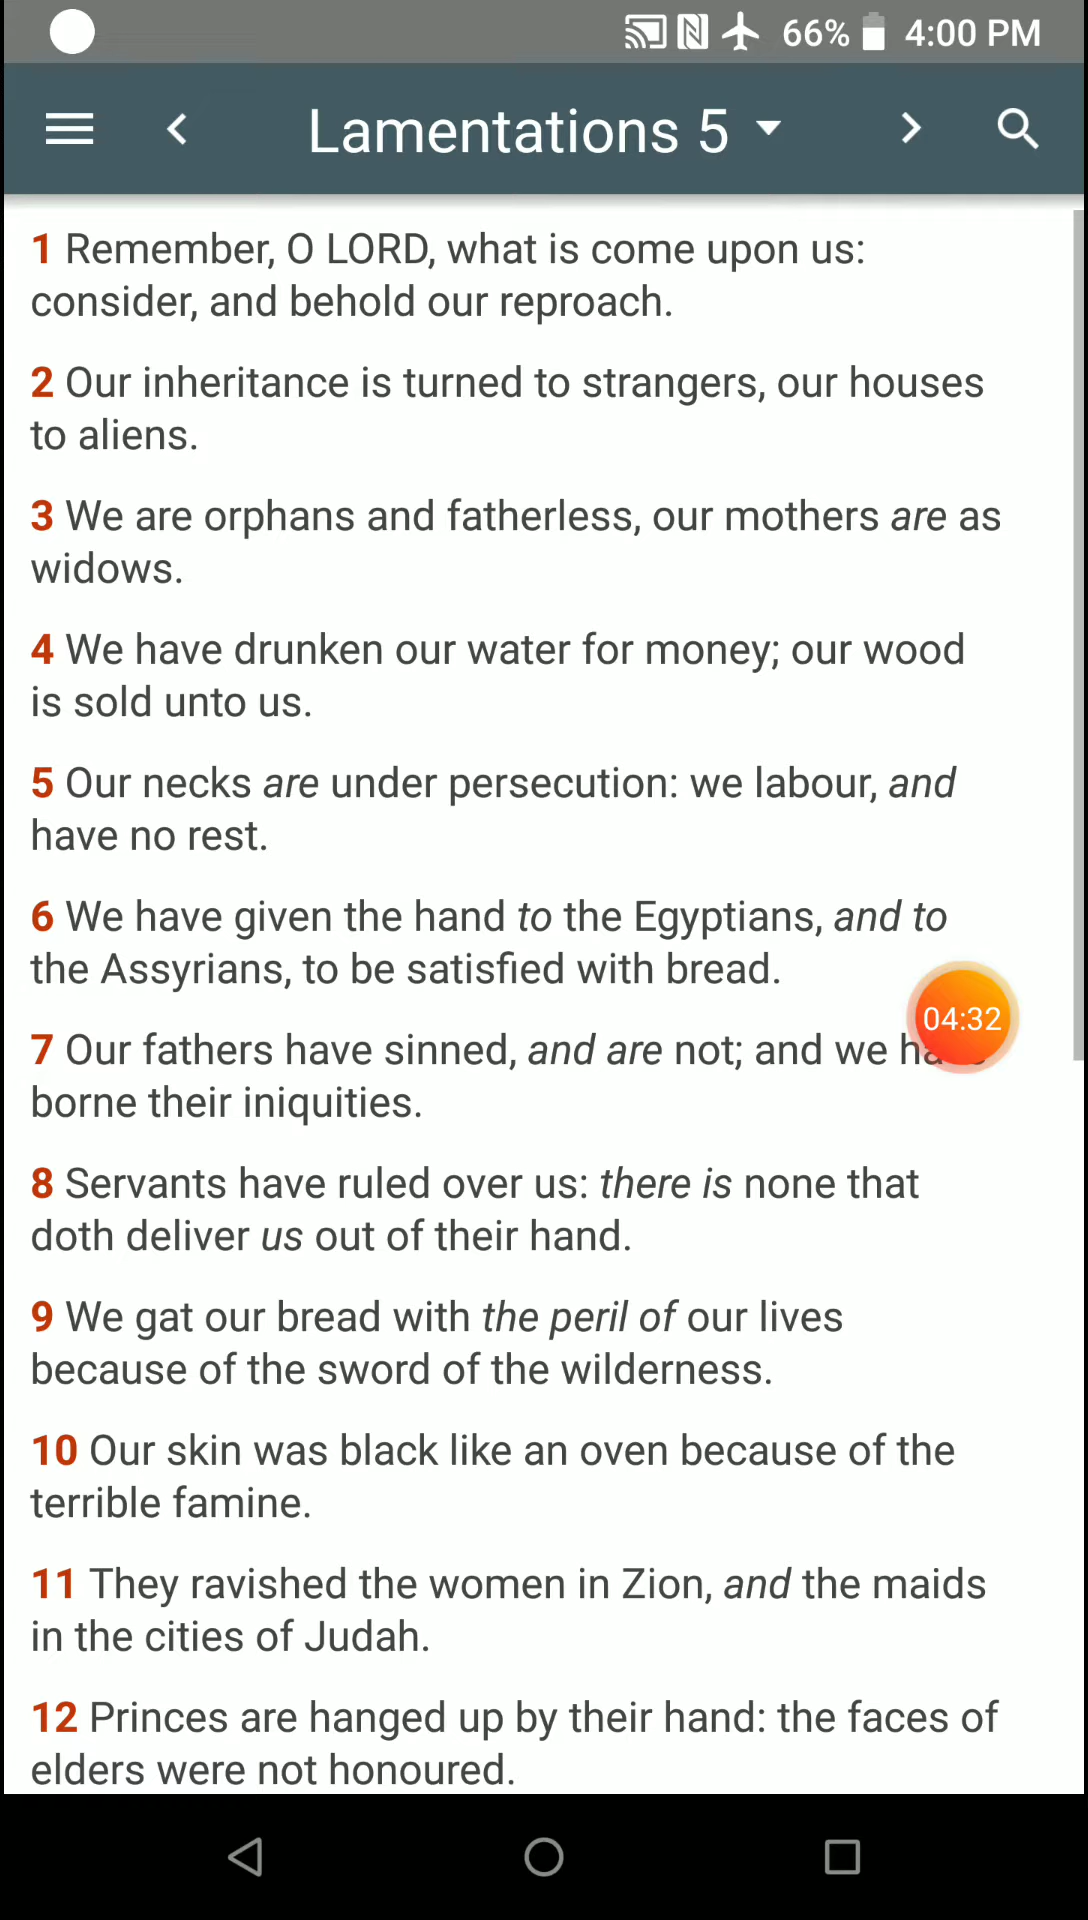 66% 4:00 PM
Lamentations 5
1 Remember, O LORD, what is come upon us:
consider, and behold our reproach.
2 Our inheritance is turned to strangers, our houses
to aliens.
3 We are orphans and fatherless, our mothers are as
widows.
4 We have drunken our water for money; our wood
is sold unto us.
5 Our necks are under persecution: we labour, and
have no rest.
6 We have given the hand to the Egyptians, and to
the Assyrians, to be satisfied with bread.
04:32
7 Our fathers have sinned, and are not; and we
borne their iniquities.
8 Servants have ruled over us: there is none that
doth deliver us out of their hand.
9 We gat our bread with the peril of our lives
because of the sword of the wilderness.
10 Our skin was black like an oven because of the
terrible famine.
11 They ravished the women in Zion, and the maids
in the cities of Judah.
12 Princes are hanged up by their hand: the faces of
elders were not honoured.